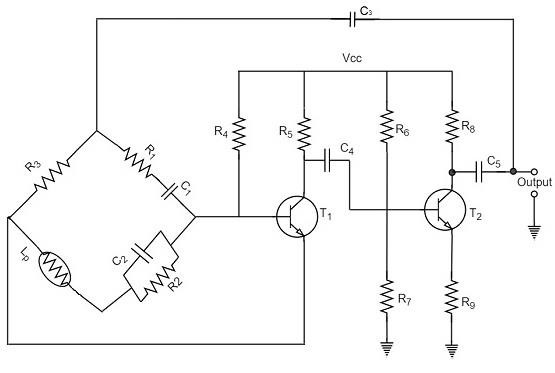 C₃
Vcc
R₃
R₁
R₄
R₅
R₆
R₈
C₄
C₁
C₅
Output
T₁
T₂
Lp
C₂
R₂
R₇
R₉